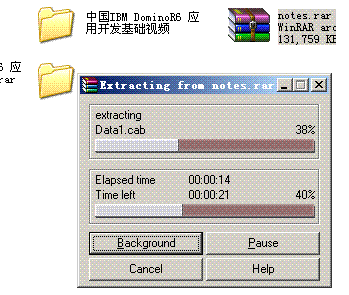 中国IBM DominoR6 应
用开发基础视频
notes.rar
WinRAR arc
131,759 KB
6 应
rar
Extracting from notes.rar
extracting
Data1.cab 38%
Elapsed time 00:00:14
Time left 00:00:21 40%
Background Pause
Cancel Help